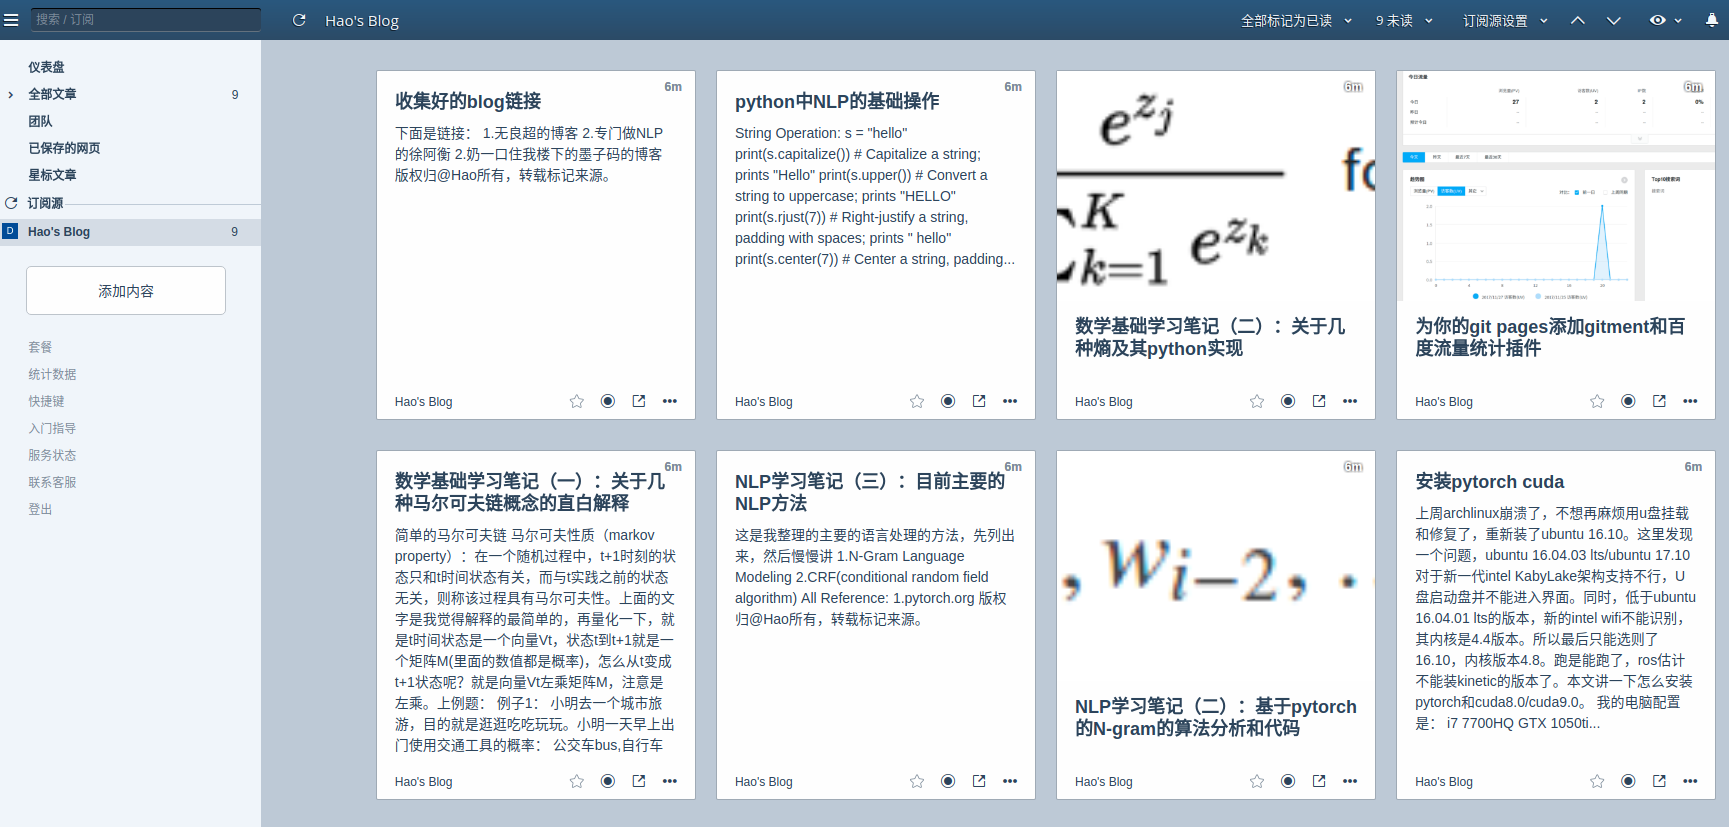 搜索 / 订阅
Hao's Blog
全部标记为已读
9 未读
订阅源设置
仪表盘
全部文章 9
团队
已保存的网页
星标文章
订阅源
D Hao's Blog 9
添加内容
套餐
统计数据
快捷键
入门指导
服务状态
联系客服
登出
6m
收集好的blog链接
下面是链接： 1.无良超的博客 2.专门做NLP
的徐阿衡 2.奶一口住我楼下的墨子码的博客
版权归@Hao所有，转载标记来源。
Hao's Blog
6m
python中NLP的基础操作
String Operation: s = "hello"
print(s.capitalize()) # Capitalize a string;
prints "Hello" print(s.upper()) # Convert a
string to uppercase; prints "HELLO"
print(s.rjust(7)) # Right-justify a string,
padding with spaces; prints " hello"
print(s.center(7)) # Center a string, padding...
Hao's Blog
6m
e^{z_j}
fo
K
k=1 e^{z_k}
数学基础学习笔记（二）：关于几
种熵及其python实现
Hao's Blog
6m
今日流量
27 2 2 0%
趋势图
为你的git pages添加gitment和百
度流量统计插件
Hao's Blog
6m
数学基础学习笔记（一）：关于几
种马尔可夫链概念的直白解释
简单的马尔可夫链 马尔可夫性质（markov
property）：在一个随机过程中，t+1时刻的状
态只和t时间状态有关，而与t实践之前的状态
无关，则称该过程具有马尔可夫性。上面的文
字是我觉得解释的最简单的，再量化一下，就
是t时间状态是一个向量Vt，状态t到t+1就是一
个矩阵M(里面的数值都是概率)，怎么从t变成
t+1状态呢？就是向量Vt左乘矩阵M，注意是
左乘。上例题： 例子1： 小明去一个城市旅
游，目的就是逛逛吃吃玩玩。小明一天早上出
门使用交通工具的概率： 公交车bus,自行车
Hao's Blog
6m
NLP学习笔记（三）：目前主要的
NLP方法
这是我整理的主要的语言处理的方法，先列出
来，然后慢慢讲 1.N-Gram Language
Modeling 2.CRF(conditional random field
algorithm) All Reference: 1.pytorch.org 版权
归@Hao所有，转载标记来源。
Hao's Blog
6m
, w_{i−2}, .
NLP学习笔记（二）：基于pytorch
的N-gram的算法分析和代码
Hao's Blog
6m
安装pytorch cuda
上周archlinux崩溃了，不想再麻烦用u盘挂载
和修复了，重新装了ubuntu 16.10。这里发现
一个问题，ubuntu 16.04.03 lts/ubuntu 17.10
对于新一代intel KabyLake架构支持不行，U
盘启动盘并不能进入界面。同时，低于ubuntu
16.04.01 lts的版本，新的intel wifi不能识别，
其内核是4.4版本。所以最后只能选则了
16.10，内核版本4.8。跑是能跑了，ros估计
不能装kinetic的版本了。本文讲一下怎么安装
pytorch和cuda8.0/cuda9.0。 我的电脑配置
是： i7 7700HQ GTX 1050ti...
Hao's Blog